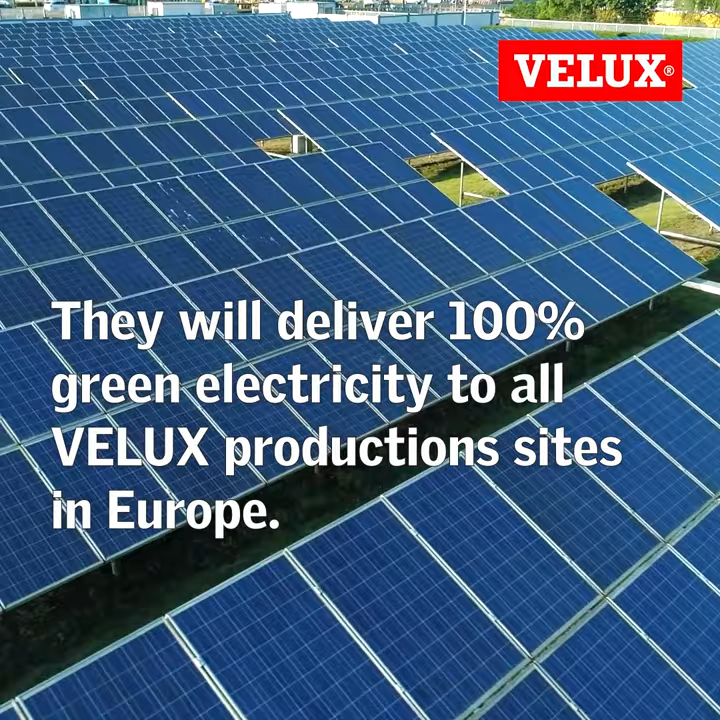 VELUX®
They will deliver 100%
green electricity to all
VELUX productions sites
in Europe.